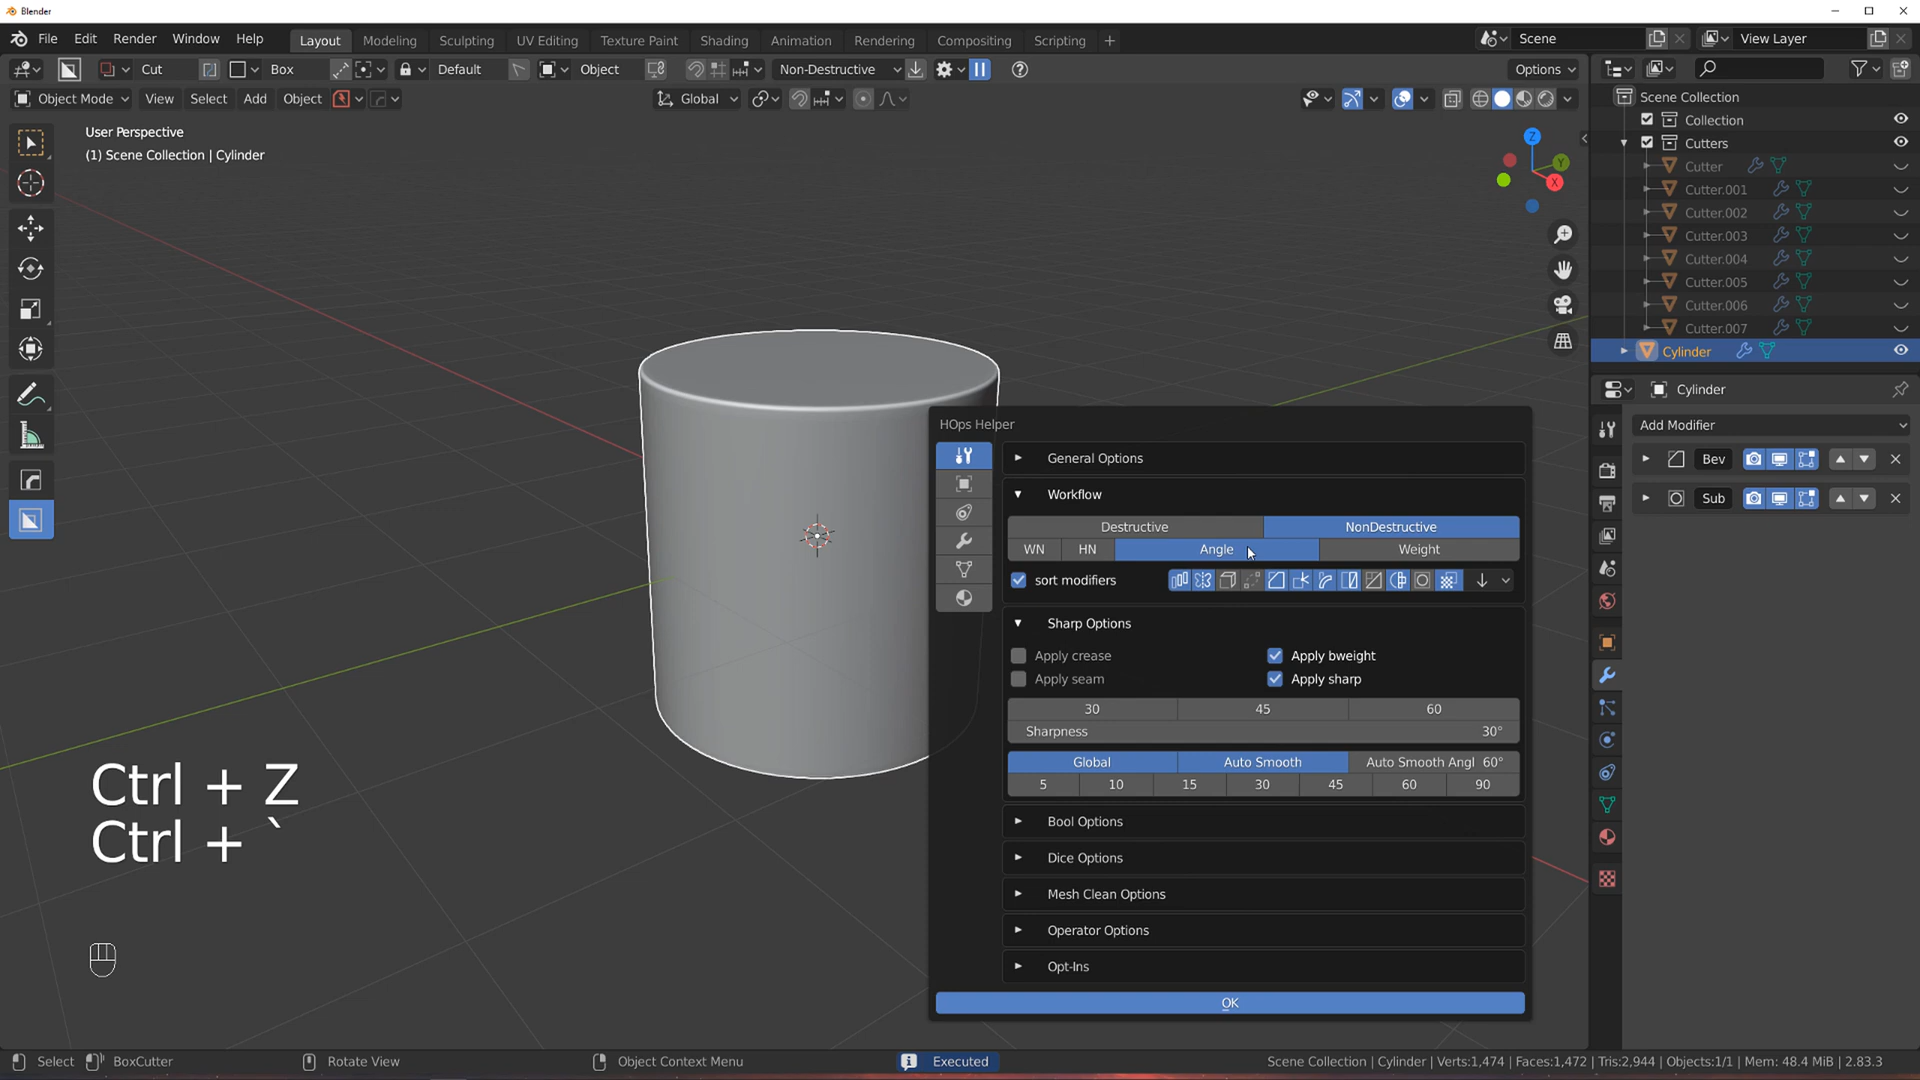 Blender
File Edit Render Window Help Layout Modeling Sculpting UV Editing Texture Paint Shading Animation Rendering Compositing Scripting + Scene View Layer
Cut Box Default Object Non-Destructive Options
Object Mode View Select Add Object Global
User Perspective
(1) Scene Collection | Cylinder
Z
Y
X
Scene Collection
Collection
Cutters
Cutter
Cutter.001
Cutter.002
Cutter.003
Cutter.004
Cutter.005
Cutter.006
Cutter.007
Cylinder
Cylinder
Add Modifier
Bev
Sub
HOps Helper
General Options
Workflow
Destructive NonDestructive
WN HN Angle Weight
sort modifiers
Sharp Options
Apply crease Apply bweight
Apply seam Apply sharp
30 45 60
Sharpness 30°
Global Auto Smooth Auto Smooth Angl 60°
5 10 15 30 45 60 90
Bool Options
Dice Options
Mesh Clean Options
Operator Options
Opt-Ins
OK
Ctrl + Z
Ctrl + `
Select BoxCutter Rotate View Object Context Menu Executed Scene Collection | Cylinder | Verts:1,474 | Faces:1,472 | Tris:2,944 | Objects:1/1 | Mem: 48.4 MiB | 2.83.3